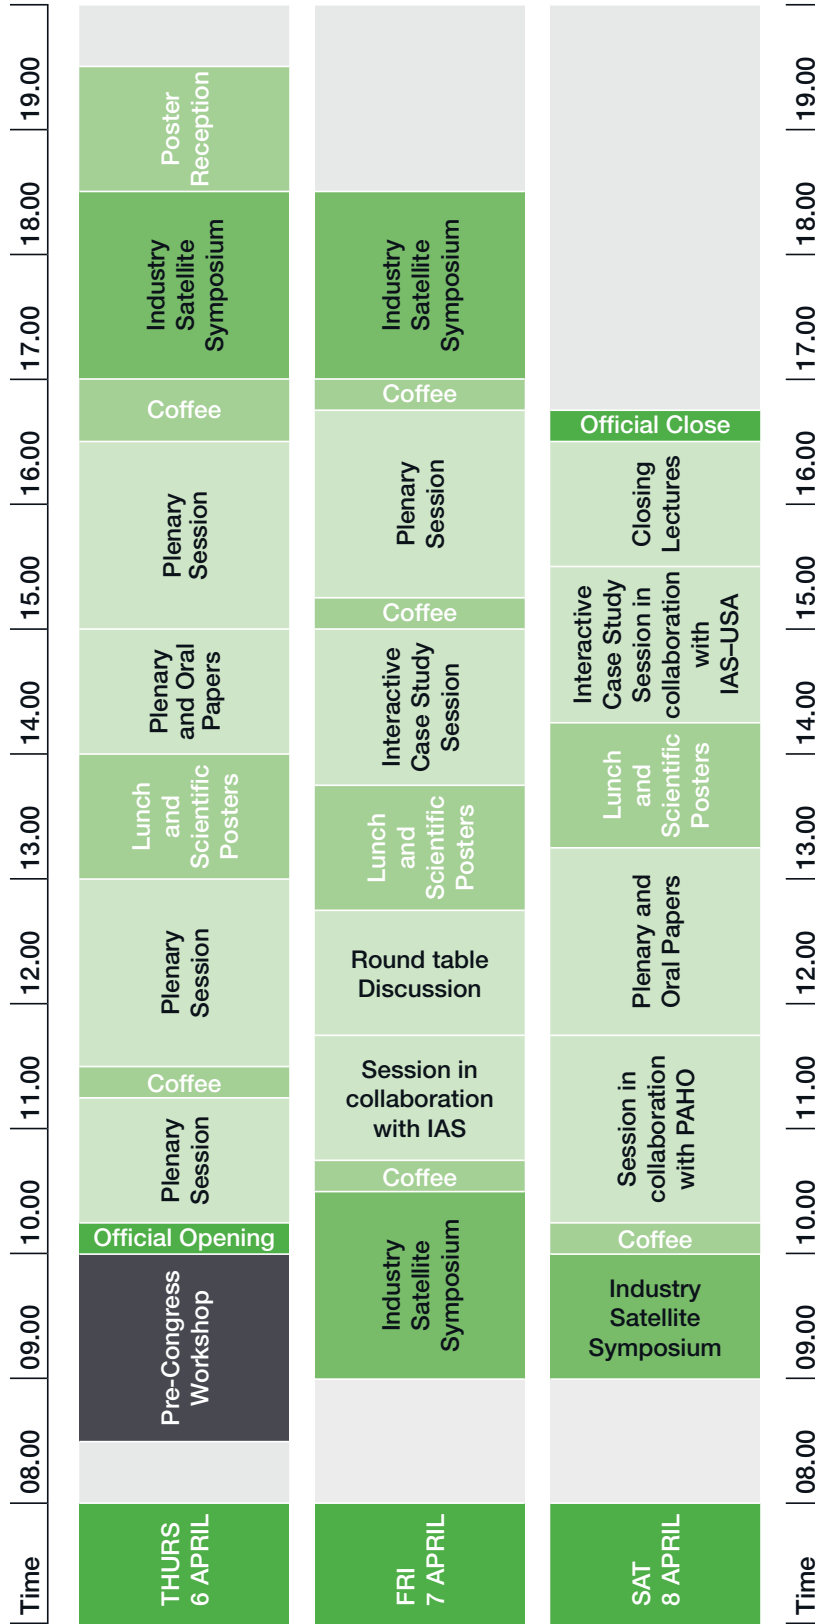 Time
08.00
09.00
10.00
11.00
12.00
13.00
14.00
15.00
16.00
17.00
18.00
19.00
THURS
6 APRIL
Pre-Congress
Workshop
Official Opening
Plenary
Session
Coffee
Plenary
Session
Lunch
and
Scientific
Posters
Plenary
and Oral
Papers
Plenary
Session
Coffee
Industry
Satellite
Symposium
Poster
Reception
FRI
7 APRIL
Industry
Satellite
Symposium
Coffee
Session in
collaboration
with IAS
Round table
Discussion
Lunch
and
Scientific
Posters
Interactive
Case Study
Session
Coffee
Plenary
Session
Coffee
Industry
Satellite
Symposium
SAT
8 APRIL
Industry
Satellite
Symposium
Coffee
Session in
collaboration
with PAHO
Plenary and
Oral Papers
Lunch
and
Scientific
Posters
Interactive
Case Study
Session in
collaboration
with
IAS–USA
Closing
Lectures
Official Close
Time
08.00
09.00
10.00
11.00
12.00
13.00
14.00
15.00
16.00
17.00
18.00
19.00